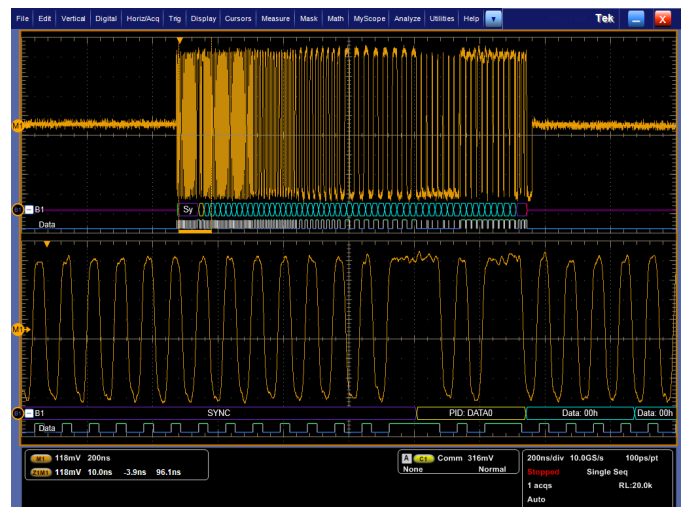 File Edit Vertical Digital Horiz/Acq Trig Display Cursors Measure Mask Math MyScope Analyze Utilities Help Tek X
M1
B1 B1 Sy
Data
M1
B1 B1 SYNC PID: DATA0 Data: 00h Data: 00h
Data
M1 118mV 200ns
Z1M1 118mV 10.0ns -3.9ns 96.1ns
A C1 Comm 316mV
None Normal
200ns/div 10.0GS/s 100ps/pt
Stopped Single Seq
1 acqs RL:20.0k
Auto